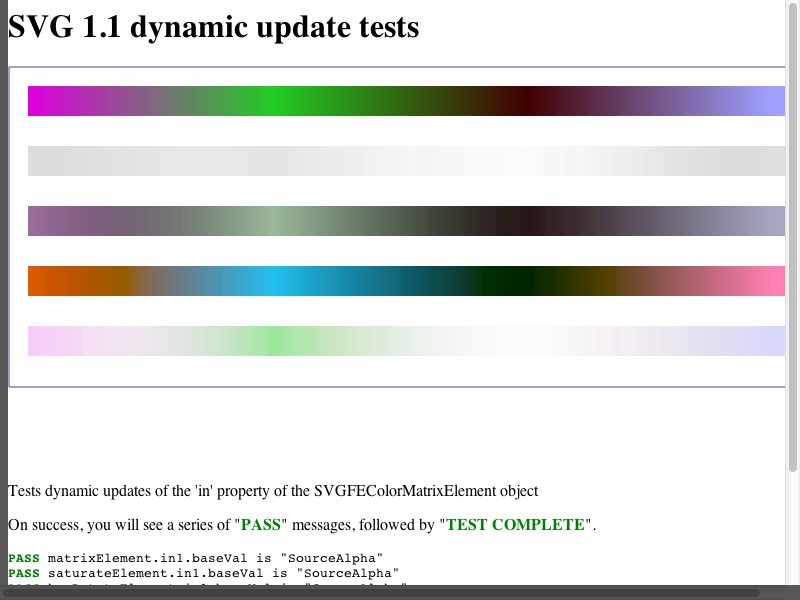 SVG 1.1 dynamic update tests
Tests dynamic updates of the 'in' property of the SVGFEColorMatrixElement object
On success, you will see a series of "PASS" messages, followed by "TEST COMPLETE".
PASS matrixElement.in1.baseVal is "SourceAlpha"
PASS saturateElement.in1.baseVal is "SourceAlpha"